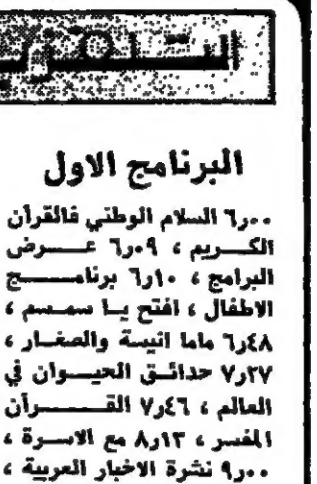 البرنامج الاول
٦٫٠٠ السلام الوطني فالقرآن
الكـريم ، ٦٫٠٩ عـرض
البرامج ، ٦٫١٠ برنامـج
الاطفال ، افتح يا سمسم ،
٦٫٤٨ ماما انيسة والصغار ،
٧٫٢٧ حدائق الحيوان في
العالم ، ٧٫٤٦ القـرآن
المفسر ، ٨٫١٣ مع الاسرة ،
٩٫٠٠ نشرة الاخبار العربية ،